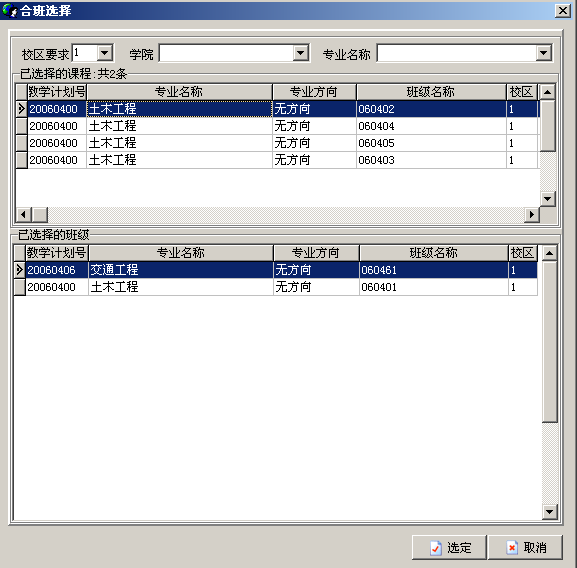 合班选择
校区要求 1 学院 专业名称
已选择的课程:共2条
教学计划号 专业名称 专业方向 班级名称 校区
20060400 土木工程 无方向 060402 1
20060400 土木工程 无方向 060404 1
20060400 土木工程 无方向 060405 1
20060400 土木工程 无方向 060403 1
已选择的班级
教学计划号 专业名称 专业方向 班级名称 校区
20060406 交通工程 无方向 060461 1
20060400 土木工程 无方向 060401 1
选定 取消